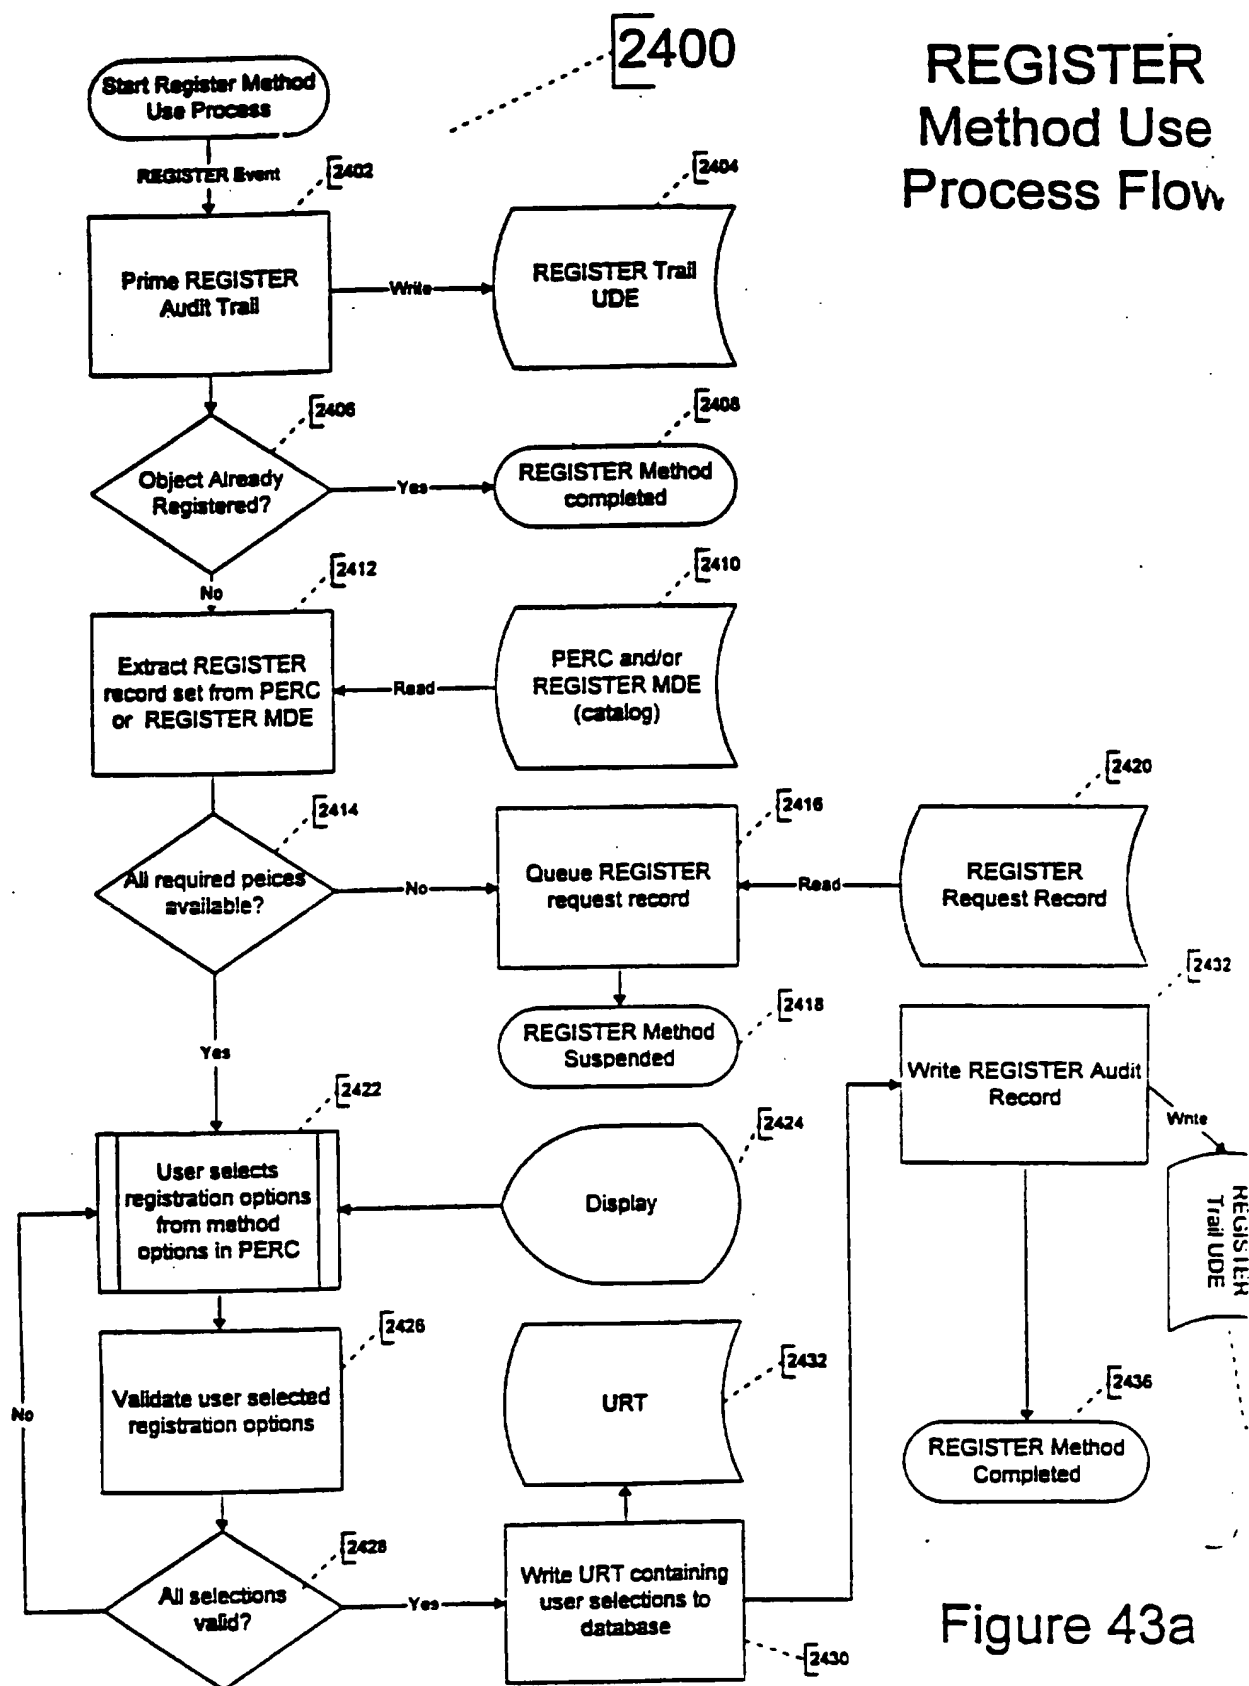 2400
REGISTER
Method Use
Process Flow
Start Register Method
Use Process
REGISTER Event
2402
2404
Prime REGISTER
Audit Trail
Write
REGISTER Trail
UDE
2406
2408
Object Already
Registered?
Yes
REGISTER Method
completed
No
2412
2410
Extract REGISTER
record set from PERC
or REGISTER MDE
Read
PERC and/or
REGISTER MDE
(catalog)
2414
2416
2420
All required peices
available?
No
Queue REGISTER
request record
Read
REGISTER
Request Record
2432
Yes
REGISTER Method
Suspended
2418
Write REGISTER Audit
Record
Write
REGISTER
Trail UDE
2422
2424
User selects
registration options
from method
options in PERC
Display
2426
2432
Validate user selected
registration options
URT
No
2436
REGISTER Method
Completed
2428
All selections
valid?
Yes
Write URT containing
user selections to
database
2430
Figure 43a